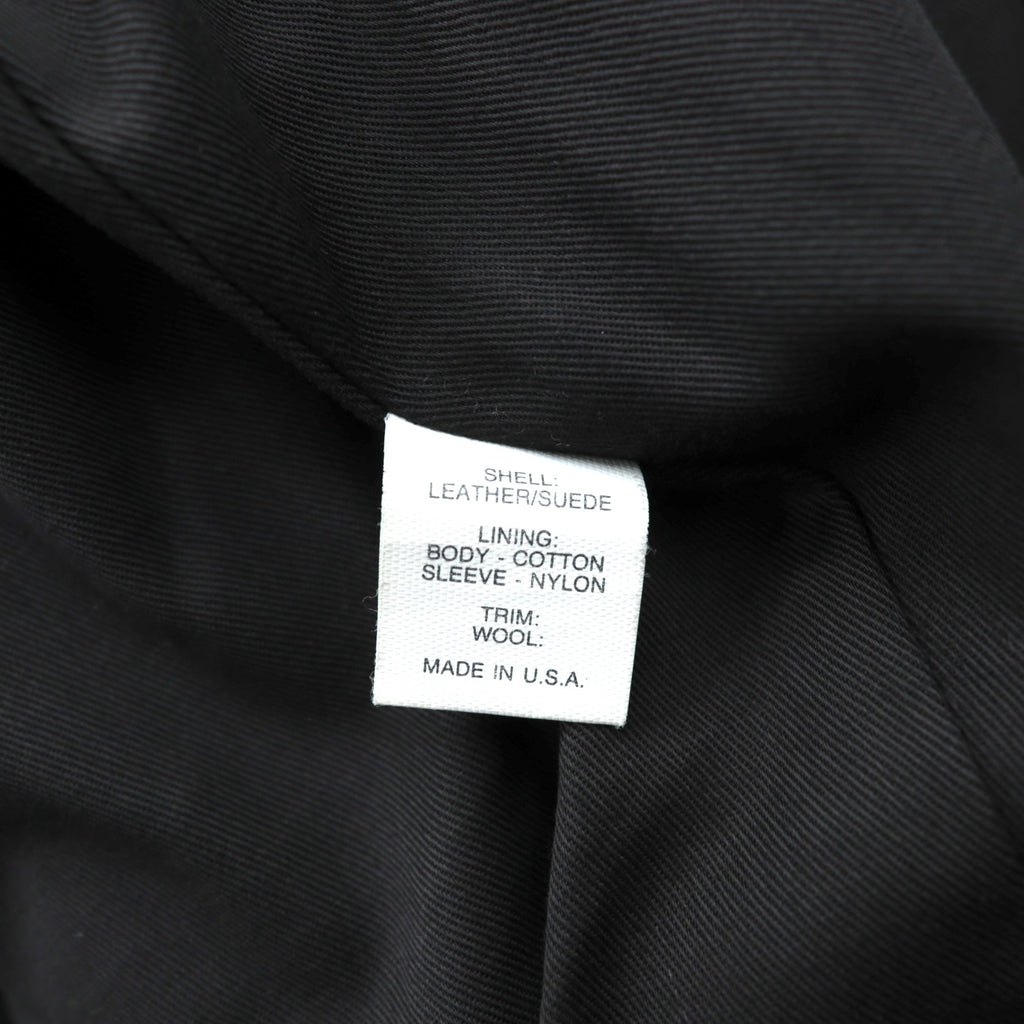 SHELL:
LEATHER/SUEDE
LINING:
BODY - COTTON
SLEEVE - NYLON
TRIM:
WOOL:
MADE IN U.S.A.